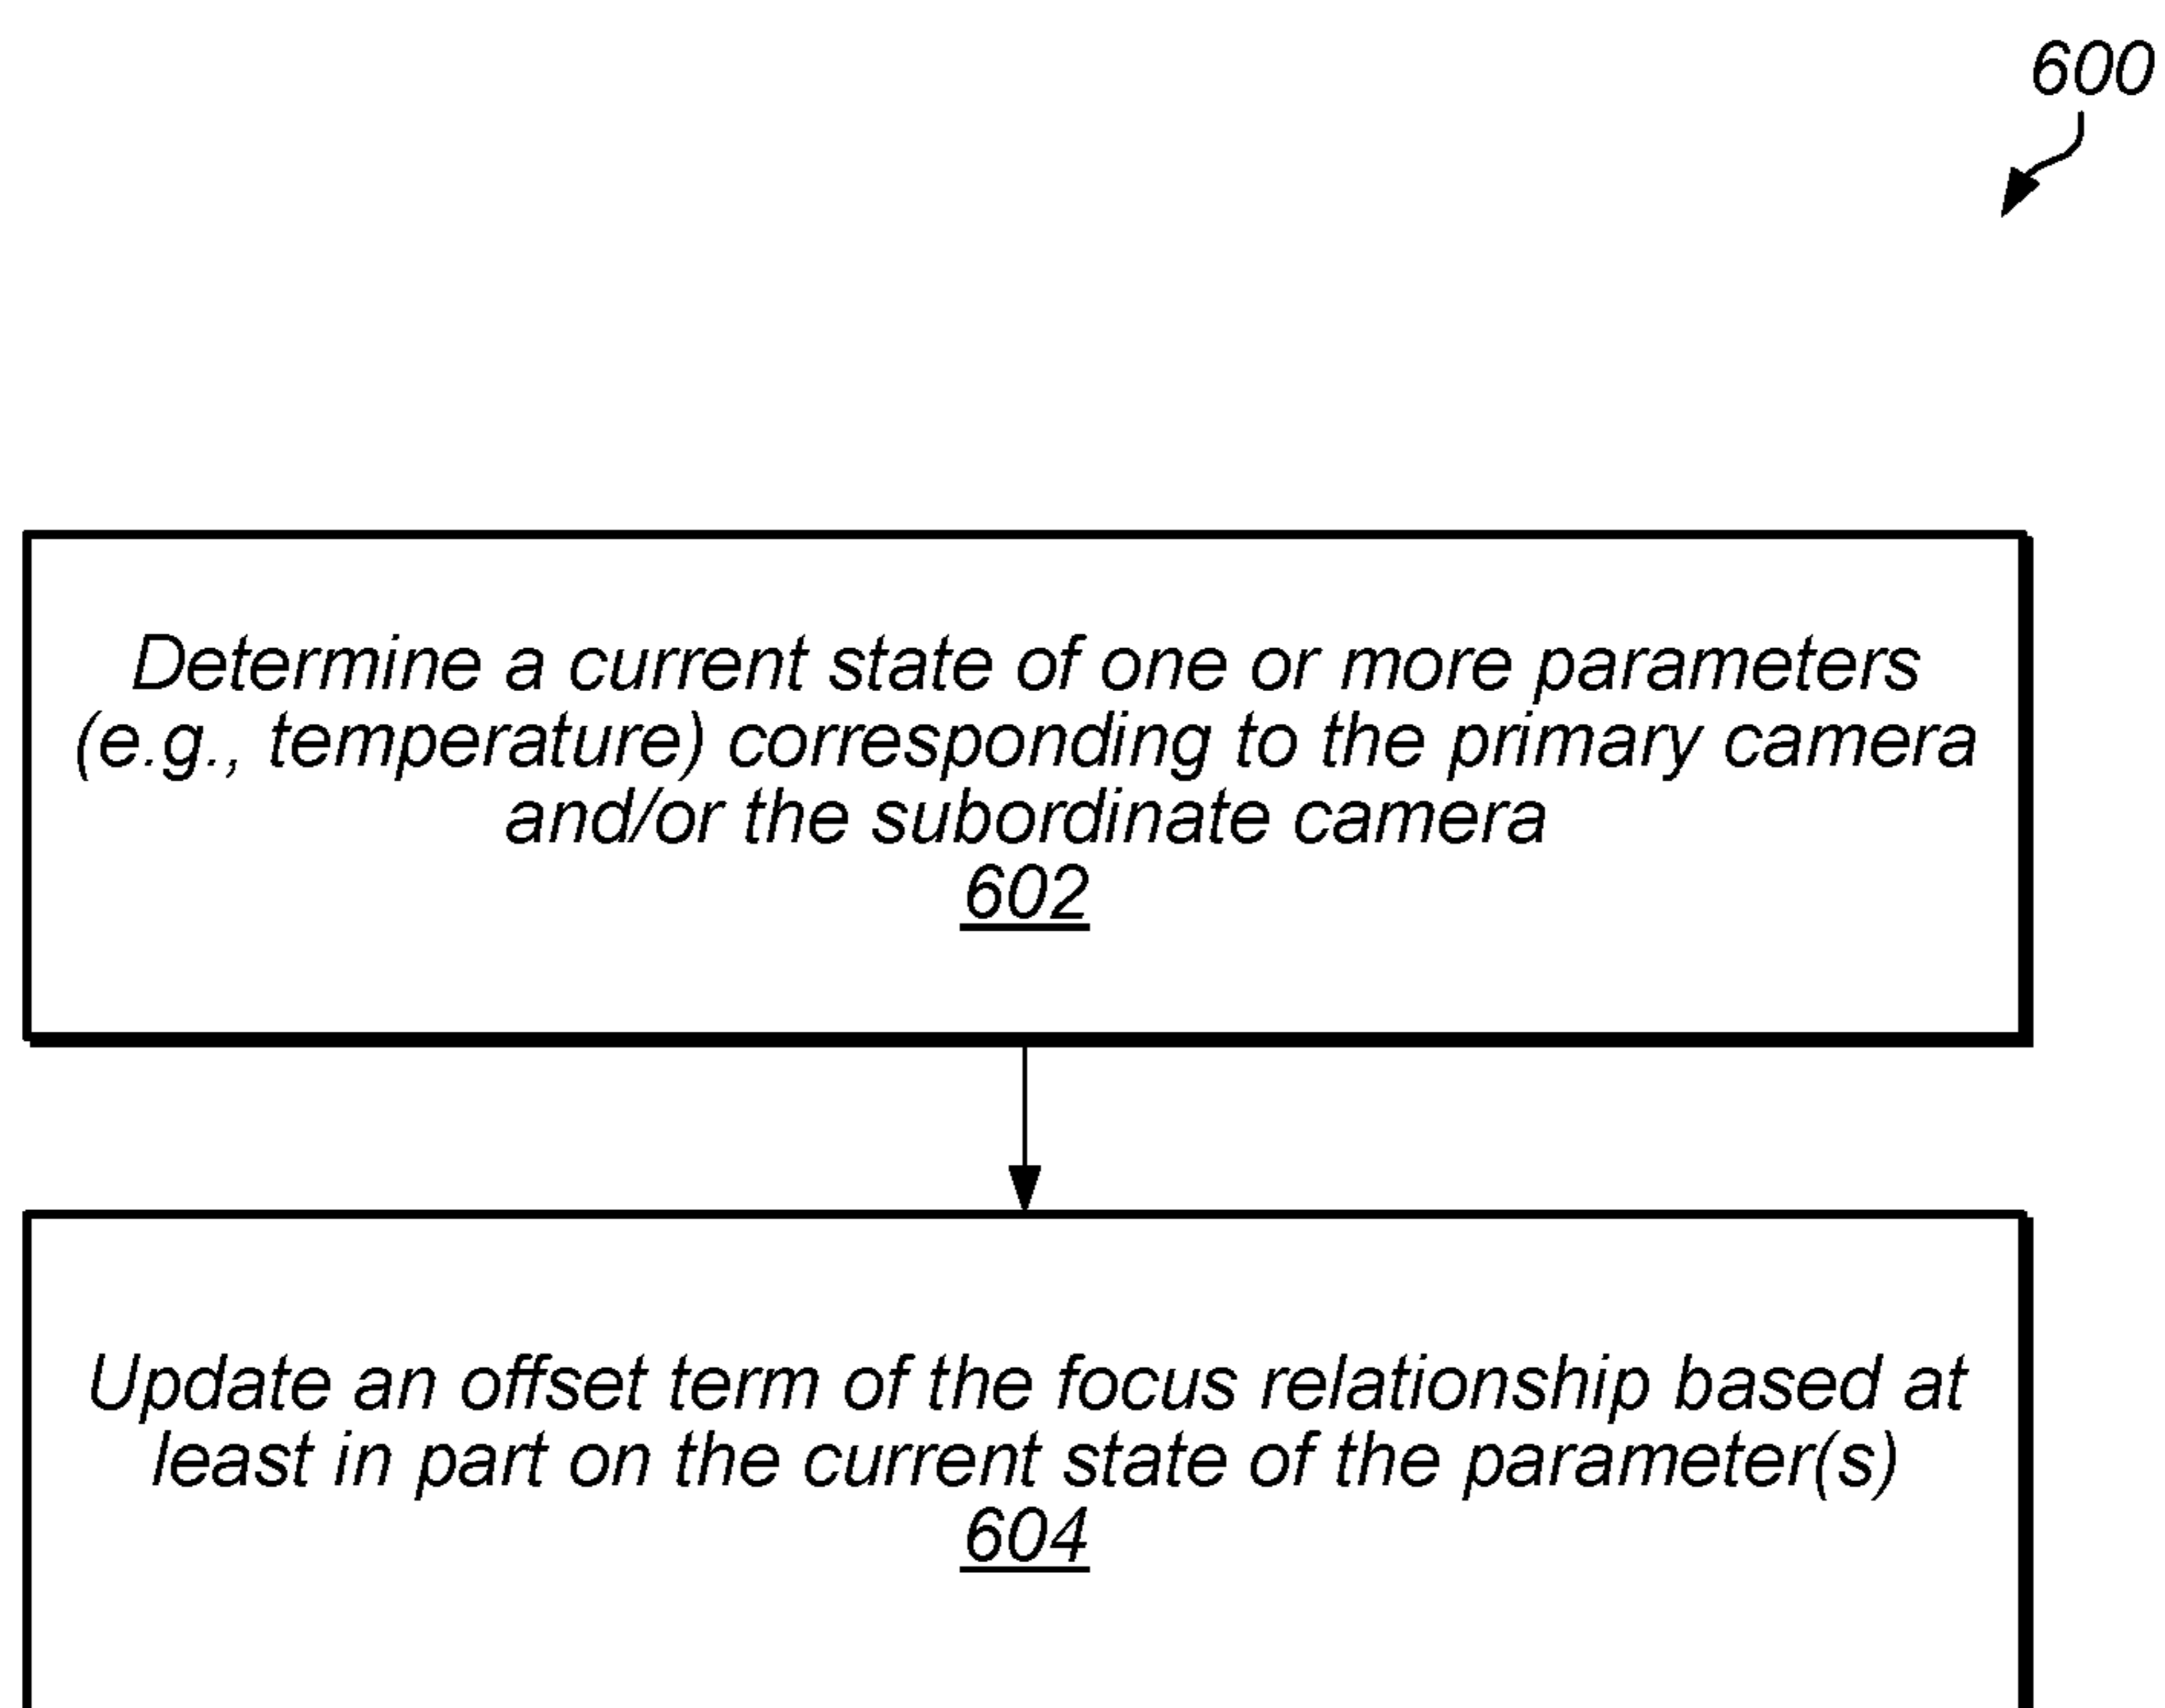 600
Determine a current state of one or more parameters
(e.g., temperature) corresponding to the primary camera
and/or the subordinate camera
602
Update an offset term of the focus relationship based at
least in part on the current state of the parameter(s)
604